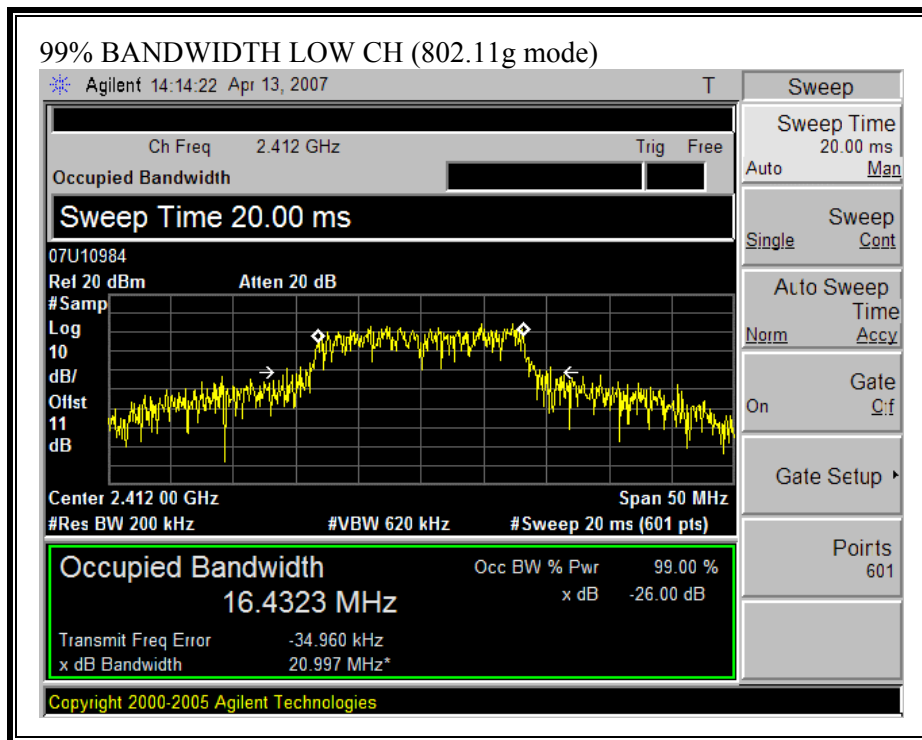 99% BANDWIDTH LOW CH (802.11g mode)
Agilent 14:14:22 Apr 13, 2007 T
Ch Freq 2.412 GHz Trig Free
Occupied Bandwidth
Sweep Time 20.00 ms
07U10984
Ref 20 dBm Atten 20 dB
#Samp
Log
10
dB/
Offst
11
dB
Center 2.412 00 GHz Span 50 MHz
#Res BW 200 kHz #VBW 620 kHz #Sweep 20 ms (601 pts)
Occupied Bandwidth
16.4323 MHz
Occ BW % Pwr 99.00 %
x dB -26.00 dB
Transmit Freq Error -34.960 kHz
x dB Bandwidth 20.997 MHz*
Copyright 2000-2005 Agilent Technologies
Sweep
Sweep Time
20.00 ms
Auto Man
Sweep
Single Cont
Auto Sweep
Time
Norm Accy
Gate
On Off
Gate Setup
Points
601